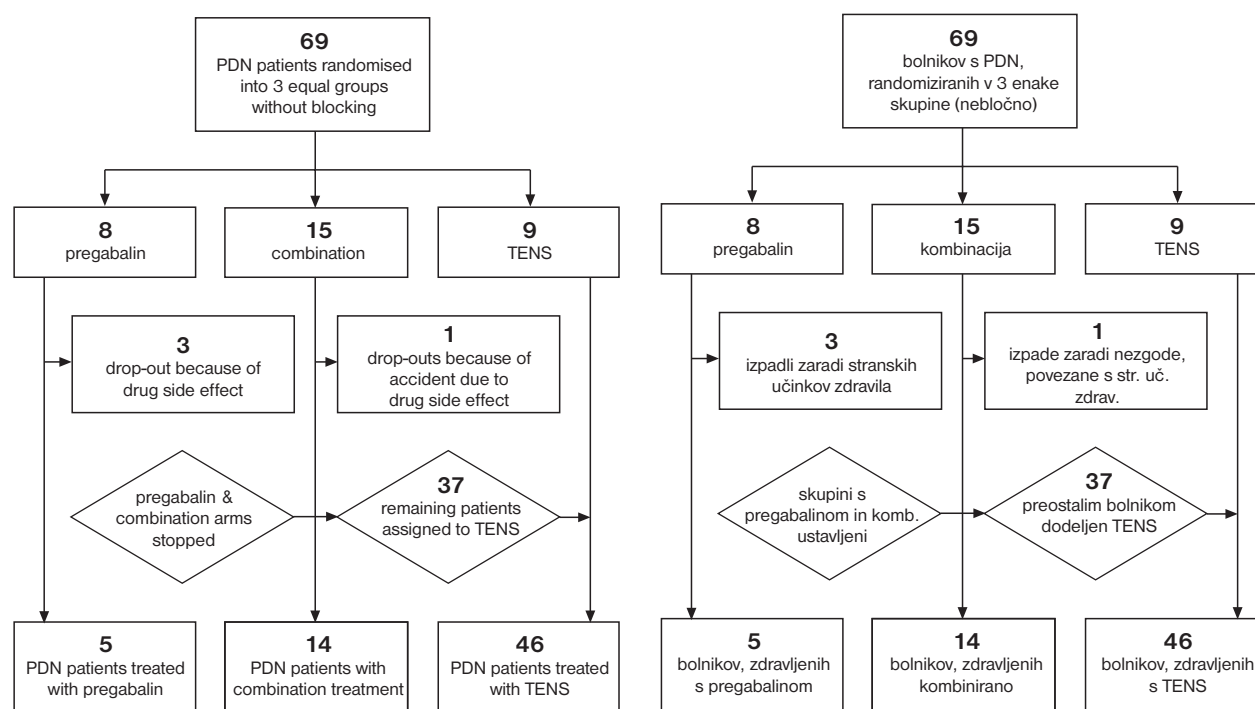 69
PDN patients randomised
into 3 equal groups
without blocking
8
pregabalin
15
combination
9
TENS
3
drop-out because of
drug side effect
1
drop-outs because of
accident due to
drug side effect
pregabalin &
combination arms
stopped
37
remaining patients
assigned to TENS
5
PDN patients treated
with pregabalin
14
PDN patients with
combination treatment
46
PDN patients treated
with TENS
69
bolnikov s PDN,
randomiziranih v 3 enake
skupine (nebločno)
8
pregabalin
15
kombinacija
9
TENS
3
izpadli zaradi stranskih
učinkov zdravila
1
izpade zaradi nezgode,
povezane s str. uč.
zdrav.
skupini s
pregabalinom in komb.
ustavljeni
37
preostalim bolnikom
dodeljen TENS
5
bolnikov, zdravljenih
s pregabalinom
14
bolnikov, zdravljenih
kombinirano
46
bolnikov, zdravljenih
s TENS